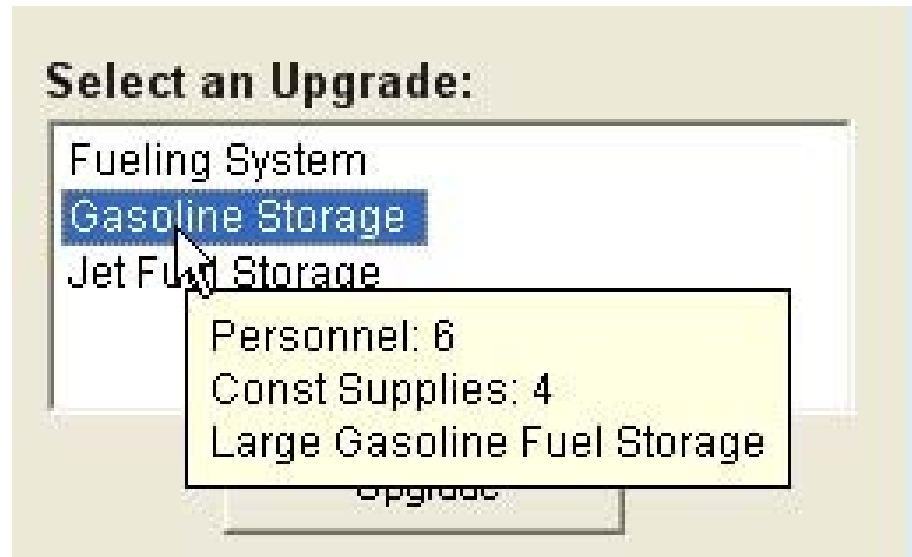 Select an Upgrade:
Fueling System
Gasoline Storage
Jet Fuel Storage
Personnel: 6
Const Supplies: 4
Large Gasoline Fuel Storage
Upgrade